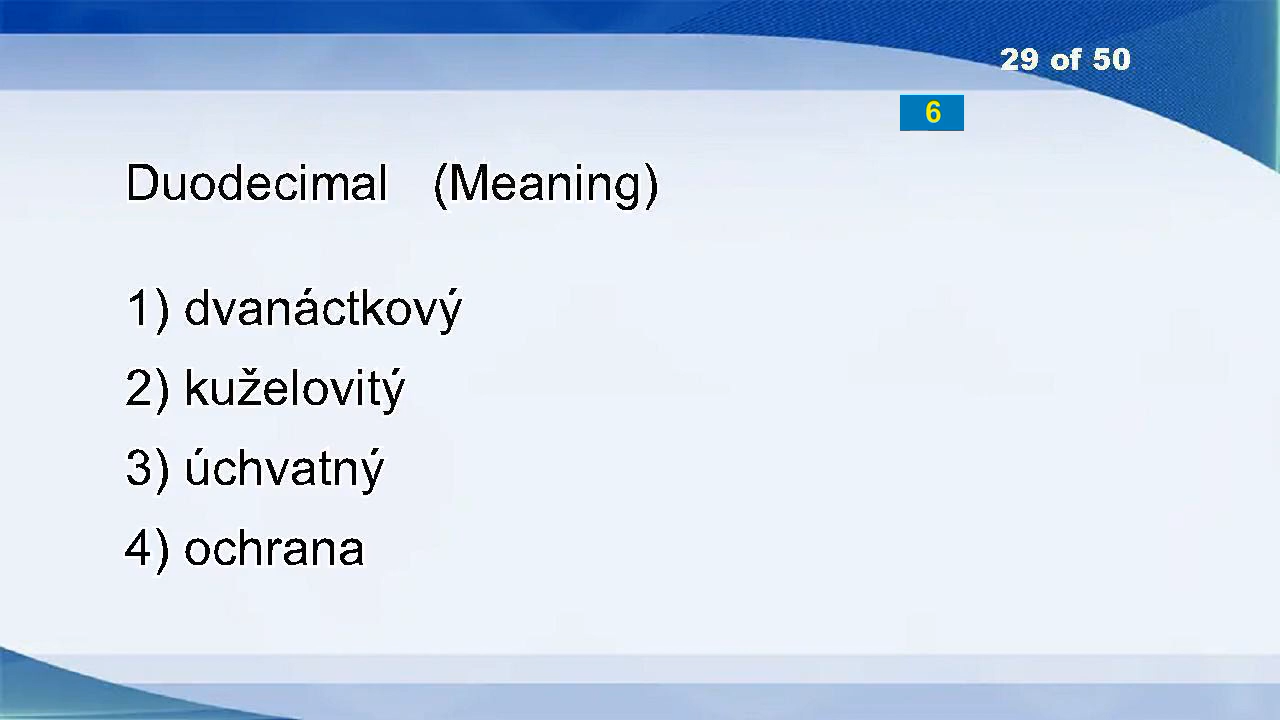 29 of 50
6
Duodecimal (Meaning)
1) dvanáctkový
2) kuželovitý
3) úchvatný
4) ochrana